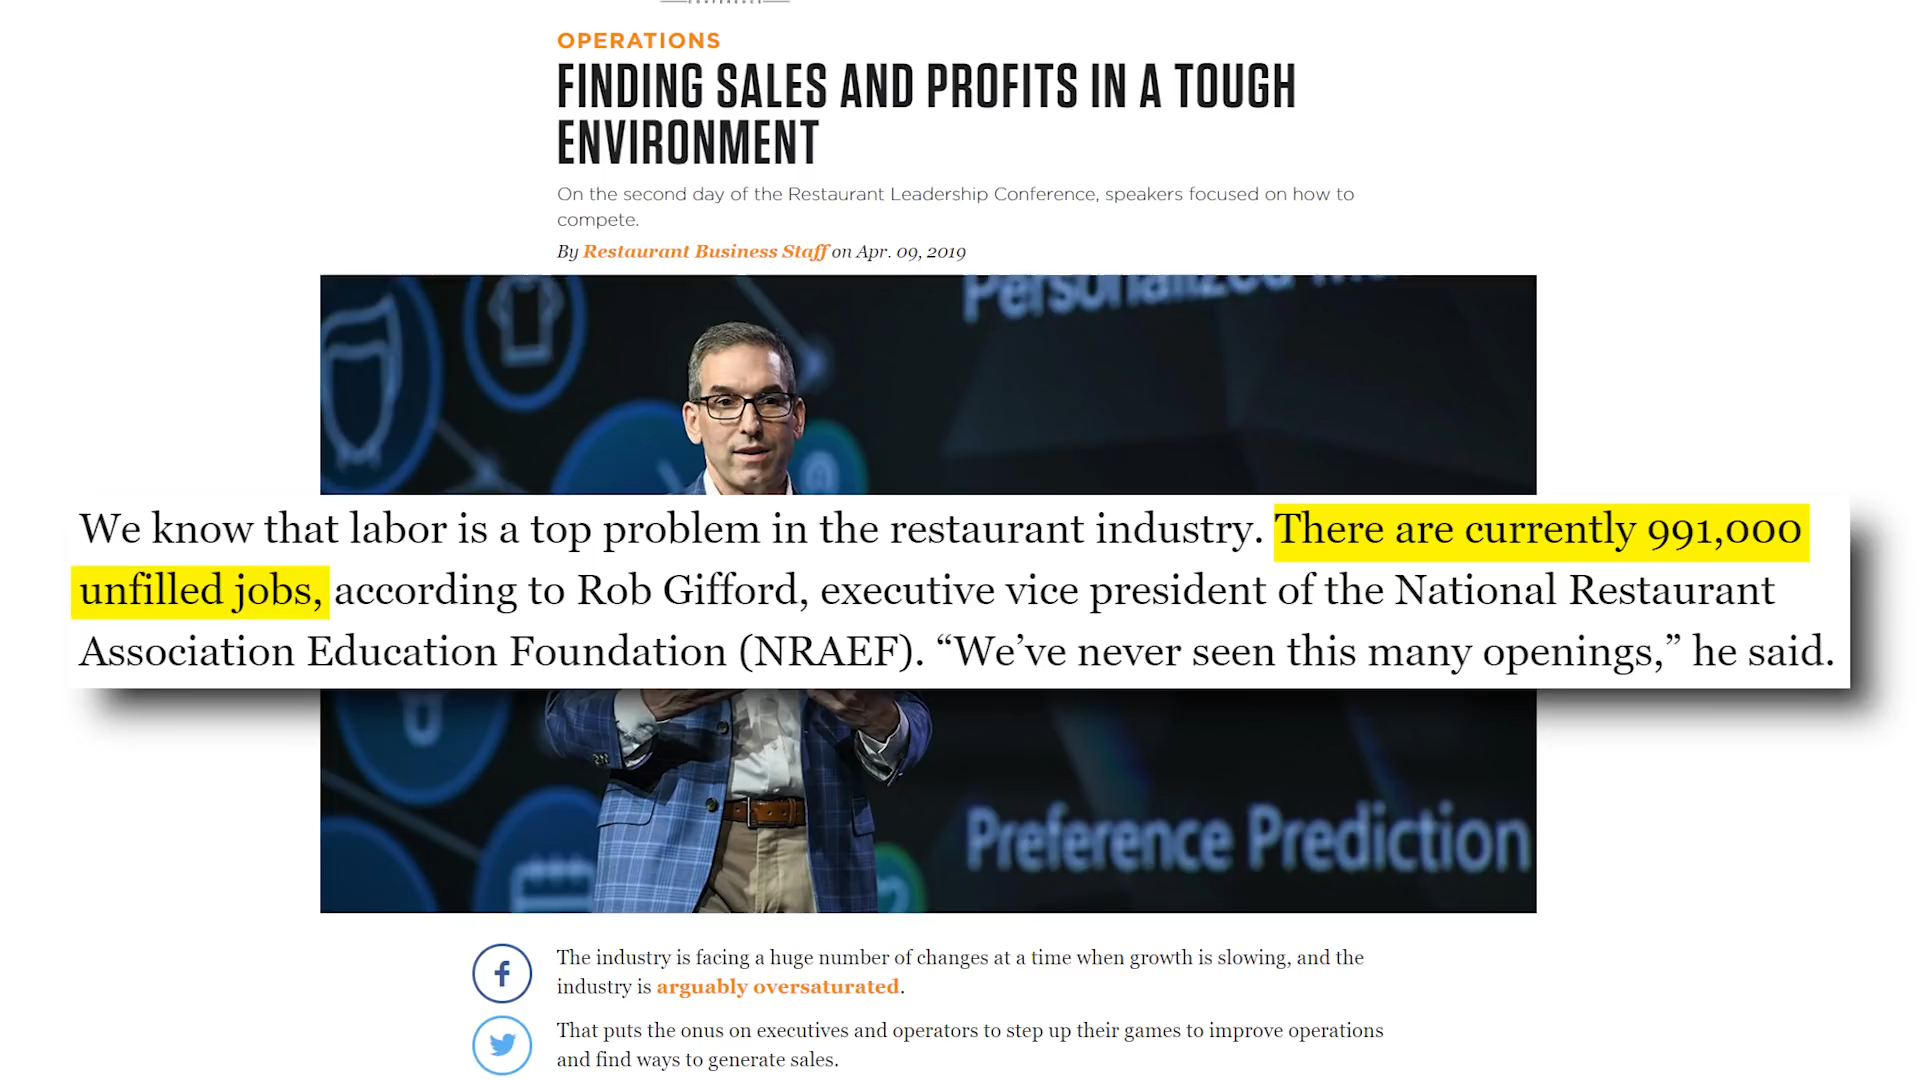 OPERATIONS
FINDING SALES AND PROFITS IN A TOUGH
ENVIRONMENT
On the second day of the Restaurant Leadership Conference, speakers focused on how to
compete.
By Restaurant Business Staff on Apr. 09, 2019
Personalized
We know that labor is a top problem in the restaurant industry. There are currently 991,000
unfilled jobs, according to Rob Gifford, executive vice president of the National Restaurant
Association Education Foundation (NRAEF). “We’ve never seen this many openings,” he said.
Preference Prediction
The industry is facing a huge number of changes at a time when growth is slowing, and the
industry is arguably oversaturated.
That puts the onus on executives and operators to step up their games to improve operations
and find ways to generate sales.